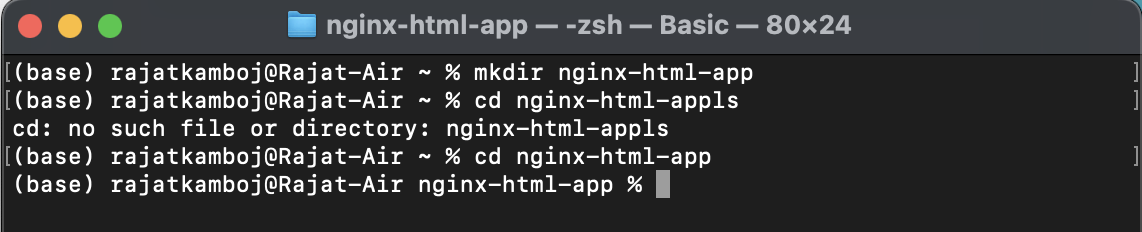 nginx-html-app — -zsh — Basic — 80×24
[(base) rajatkamboj@Rajat-Air ~ % mkdir nginx-html-app ]
[(base) rajatkamboj@Rajat-Air ~ % cd nginx-html-appls ]
cd: no such file or directory: nginx-html-appls
[(base) rajatkamboj@Rajat-Air ~ % cd nginx-html-app ]
(base) rajatkamboj@Rajat-Air nginx-html-app %